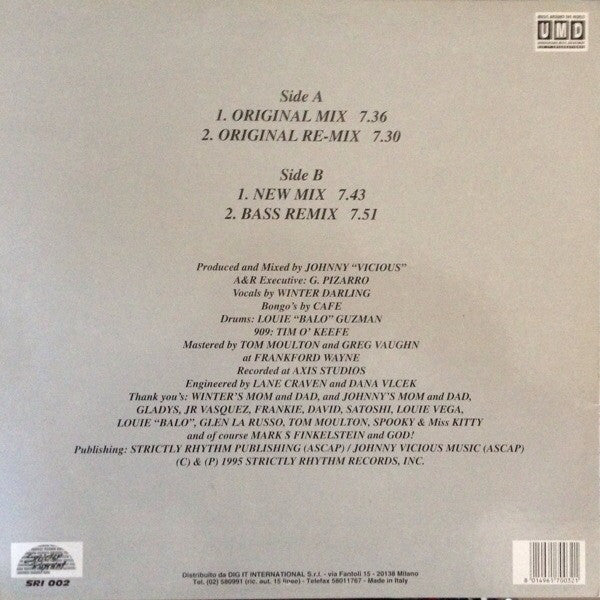 UMD
Side A
1. ORIGINAL MIX 7.36
2. ORIGINAL RE-MIX 7.30
Side B
1. NEW MIX 7.43
2. BASS REMIX 7.51
Produced and Mixed by JOHNNY “VICIOUS”
A&R Executive: G. PIZARRO
Vocals by WINTER DARLING
Bongo's by CAFE
Drums: LOUIE “BALO” GUZMAN
909: TIM O' KEEFE
Mastered by TOM MOULTON and GREG VAUGHN
at FRANKFORD WAYNE
Recorded at AXIS STUDIOS
Engineered by LANE CRAVEN and DANA VLCEK
Thank you's: WINTER'S MOM and DAD, and JOHNNY'S MOM and DAD,
GLADYS, JR VASQUEZ, FRANKIE, DAVID, SATOSHI, LOUIE VEGA,
LOUIE “BALO”, GLEN LA RUSSO, TOM MOULTON, SPOOKY & Miss KITTY
and of course MARK S FINKELSTEIN and GOD!
Publishing: STRICTLY RHYTHM PUBLISHING (ASCAP) / JOHNNY VICIOUS MUSIC (ASCAP)
(C) & (P) 1995 STRICTLY RHYTHM RECORDS, INC.
SRI 002
Distribuito da DIG IT INTERNATIONAL S.r.l. - via Fantoli 15 - 20138 Milano
Tel. (02) 580991 (ric. aut. 15 linee) - Telefax 58011767 - Made in Italy
8 014961 700321